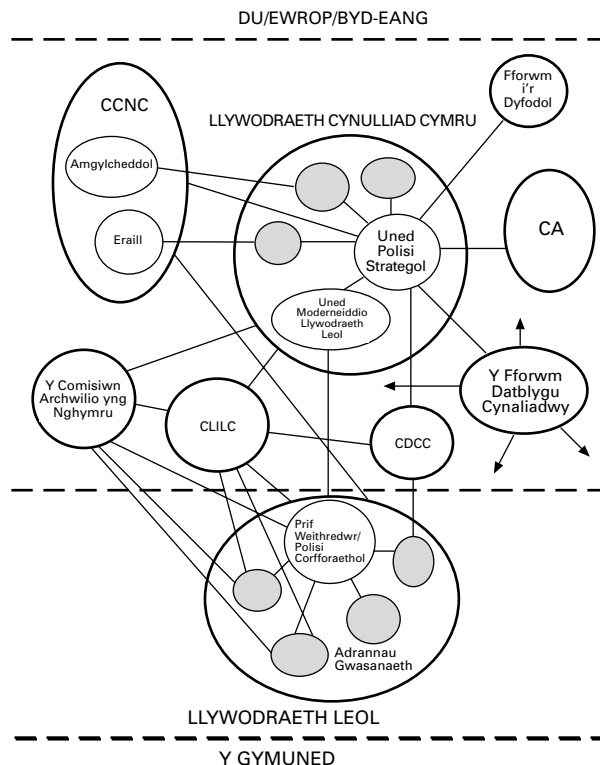 DU/EWROP/BYD-EANG
Fforwm
i'r
Dyfodol
CCNC
LLYWODRAETH CYNULLIAD CYMRU
Amgylcheddol
Eraill
Uned
Polisi
Strategol
CA
Uned
Moderneiddio
Llywodraeth
Leol
Y Comisiwn
Archwilio yng
Nghymru
CLILC
CDCC
Y Fforwm
Datblygu
Cynaliadwy
Prif
Weithredwr/
Polisi
Corfforaethol
Adrannau
Gwasanaeth
LLYWODRAETH LEOL
Y GYMUNED